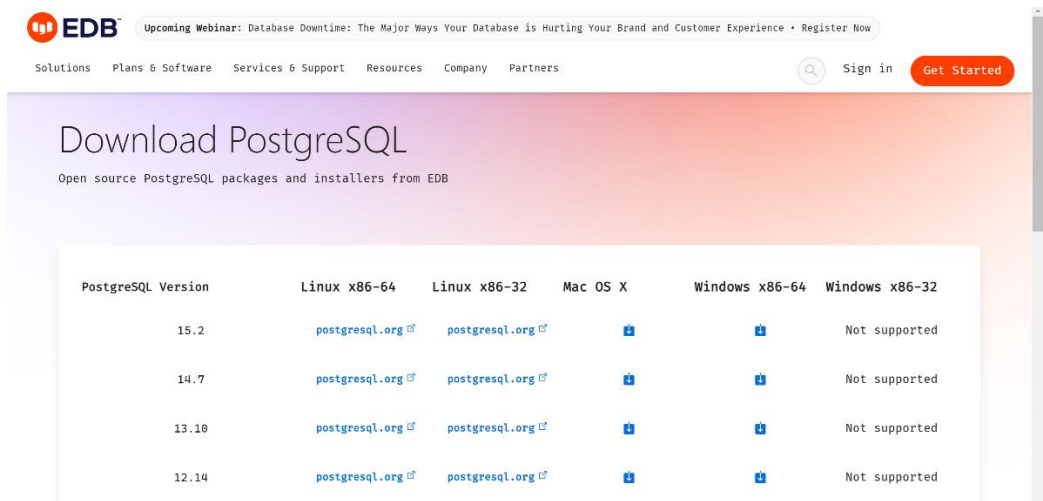 EDB
Upcoming Webinar: Database Downtime: The Major Ways Your Database is Hurting Your Brand and Customer Experience • Register Now
Solutions Plans & Software Services & Support Resources Company Partners Sign in Get Started
Download PostgreSQL
Open source PostgreSQL packages and installers from EDB
PostgreSQL Version Linux x86-64 Linux x86-32 Mac OS X Windows x86-64 Windows x86-32
15.2 postgresql.org postgresql.org Not supported
14.7 postgresql.org postgresql.org Not supported
13.10 postgresql.org postgresql.org Not supported
12.14 postgresql.org postgresql.org Not supported